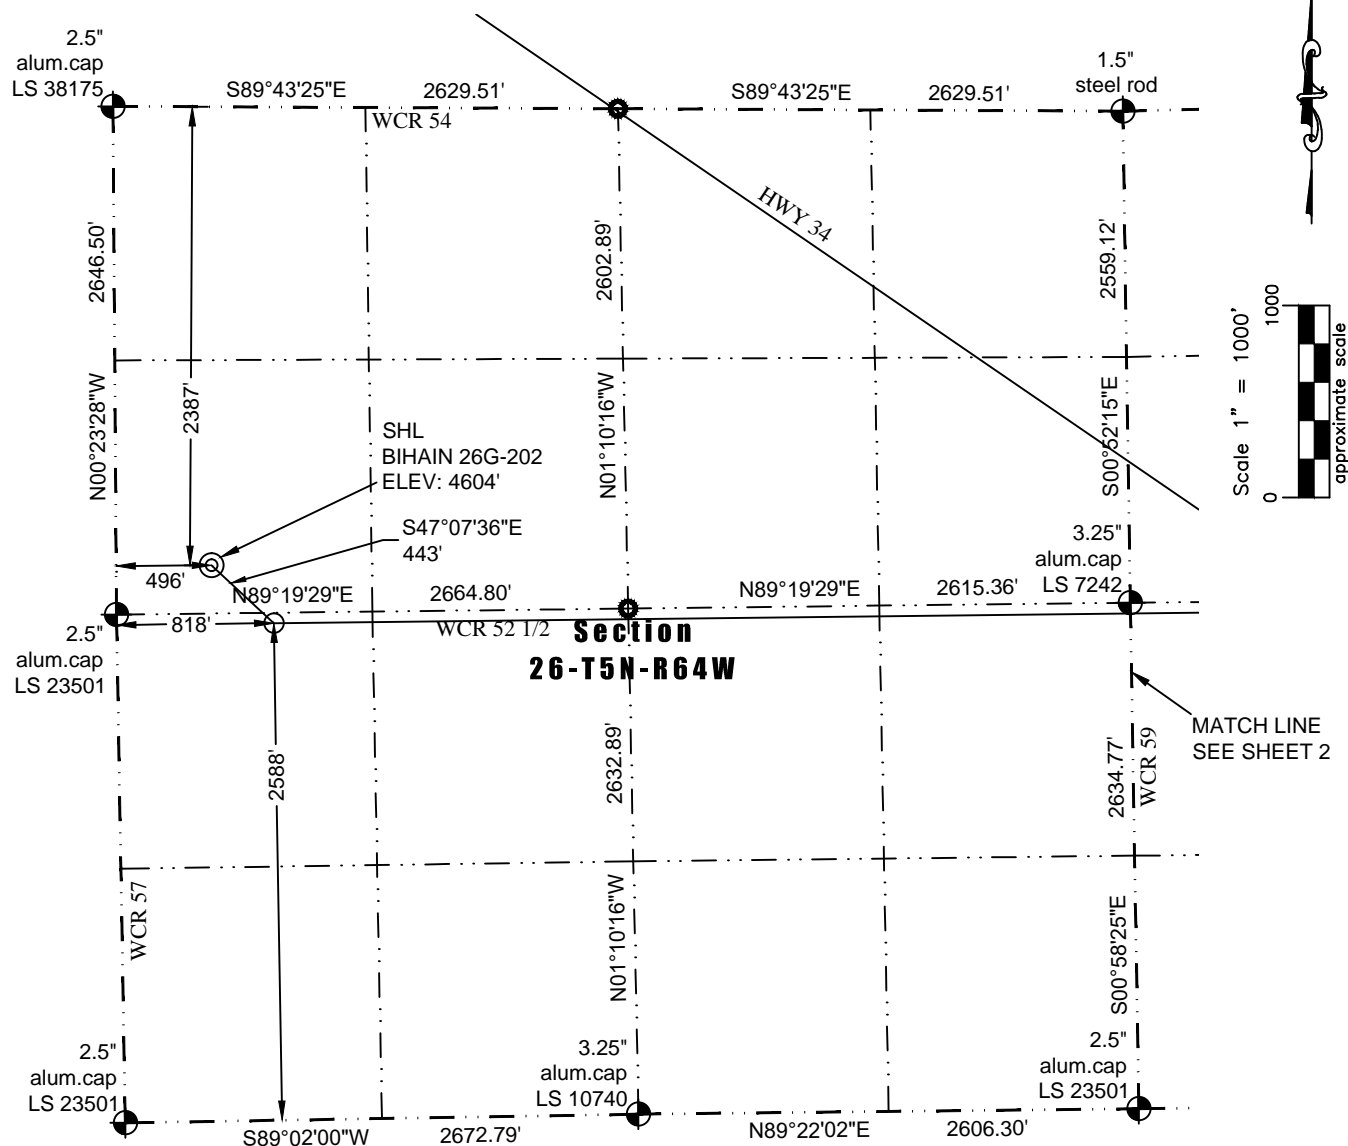 2.5"
alum.cap
LS 38175
S89°43'25"E
2629.51'
S89°43'25"E
2629.51'
1.5"
steel rod
WCR 54
HWY 34
2646.50'
2602.89'
2559.12'
N00°23'28"W
2387'
N01°10'16"W
S00°52'15"E
Scale 1" = 1000'
0
1000
approximate scale
SHL
BIHAIN 26G-202
ELEV: 4604'
S47°07'36"E
443'
3.25"
alum.cap
LS 7242
496'
N89°19'29"E
2664.80'
N89°19'29"E
2615.36'
818'
WCR 52 1/2
Section
26-T5N-R64W
2.5"
alum.cap
LS 23501
MATCH LINE
SEE SHEET 2
2588'
2632.89'
2634.77'
WCR 59
WCR 57
N01°10'16"W
S00°58'25"E
2.5"
alum.cap
LS 23501
3.25"
alum.cap
LS 10740
2.5"
alum.cap
LS 23501
S89°02'00"W
2672.79'
N89°22'02"E
2606.30'